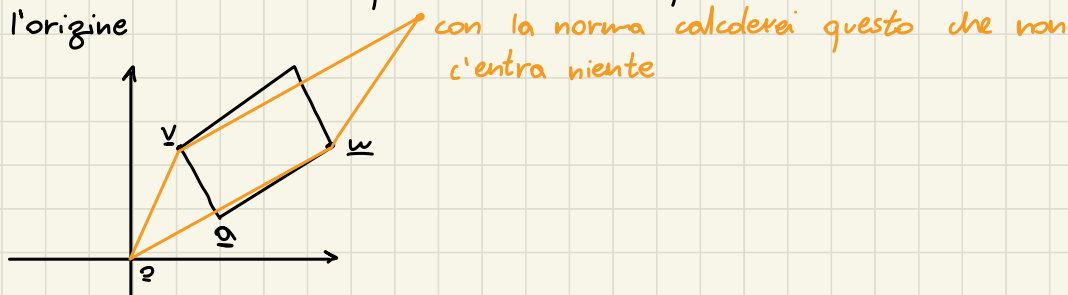 l'origine
con la norma calcolerei questo che non
c'entra niente
v
w
a